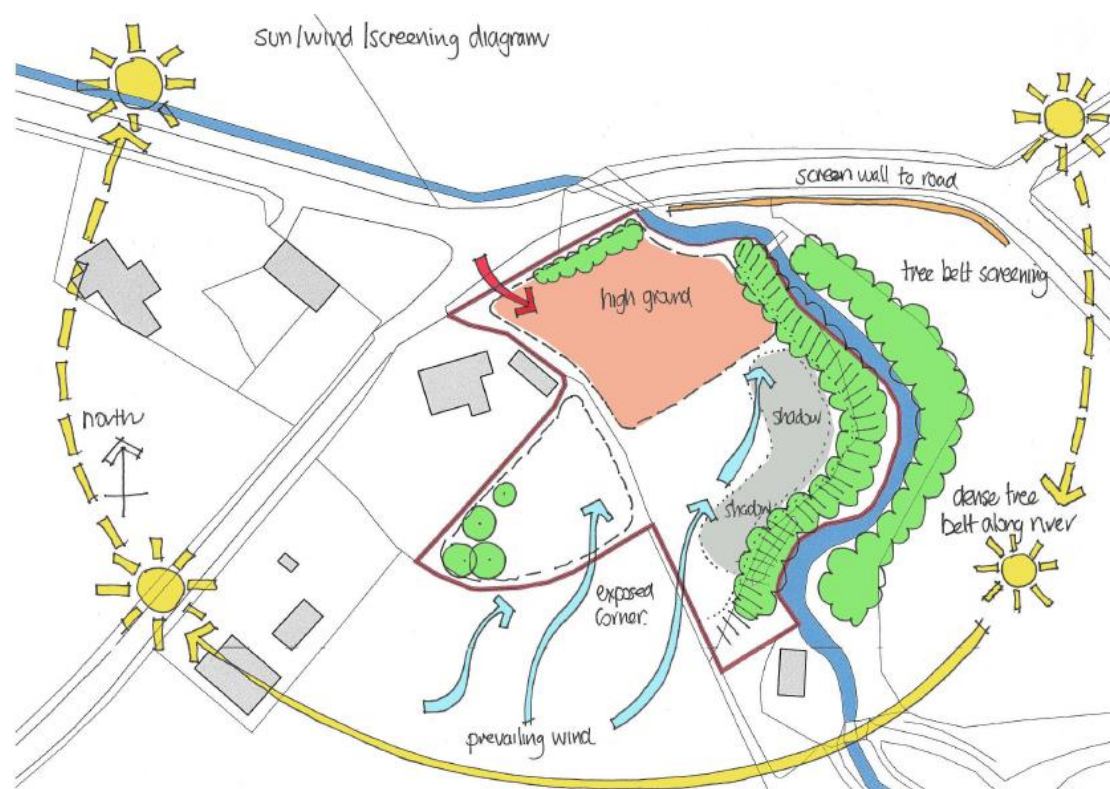 sun/wind/screening diagram
screen wall to road
tree belt screening
high ground
north
shadow
shadow
dense tree
belt along river
exposed
corner.
prevailing wind